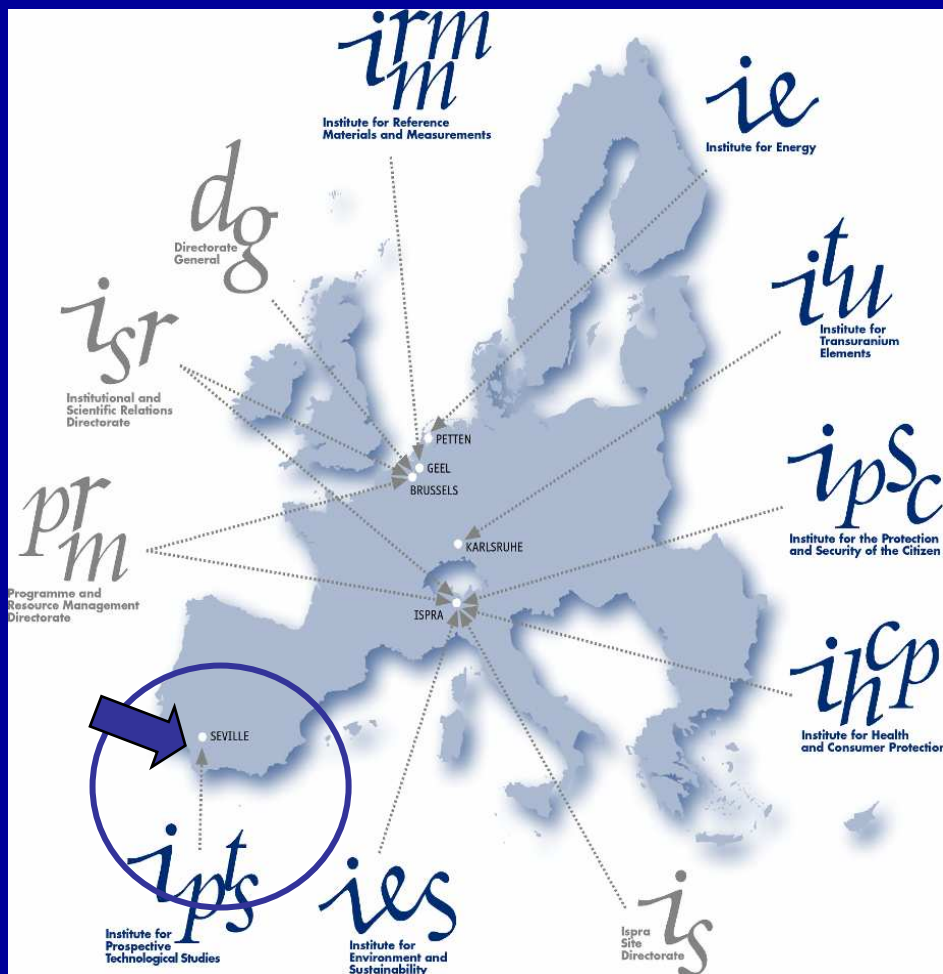 irmm
Institute for Reference
Materials and Measurements
ie
Institute for Energy
dg
Directorate
General
itu
Institute for
Transuranium
Elements
isr
Institutional and
Scientific Relations
Directorate
PETTEN
GEEL
BRUSSELS
ipsc
Institute for the Protection
and Security of the Citizen
prm
Programme and
Resource Management
Directorate
KARLSRUHE
ISPRA
ihcp
Institute for Health
and Consumer Protection
SEVILLE
ipts
Institute for
Prospective
Technological Studies
ies
Institute for
Environment and
Sustainability
is
Ispra
Site
Directorate